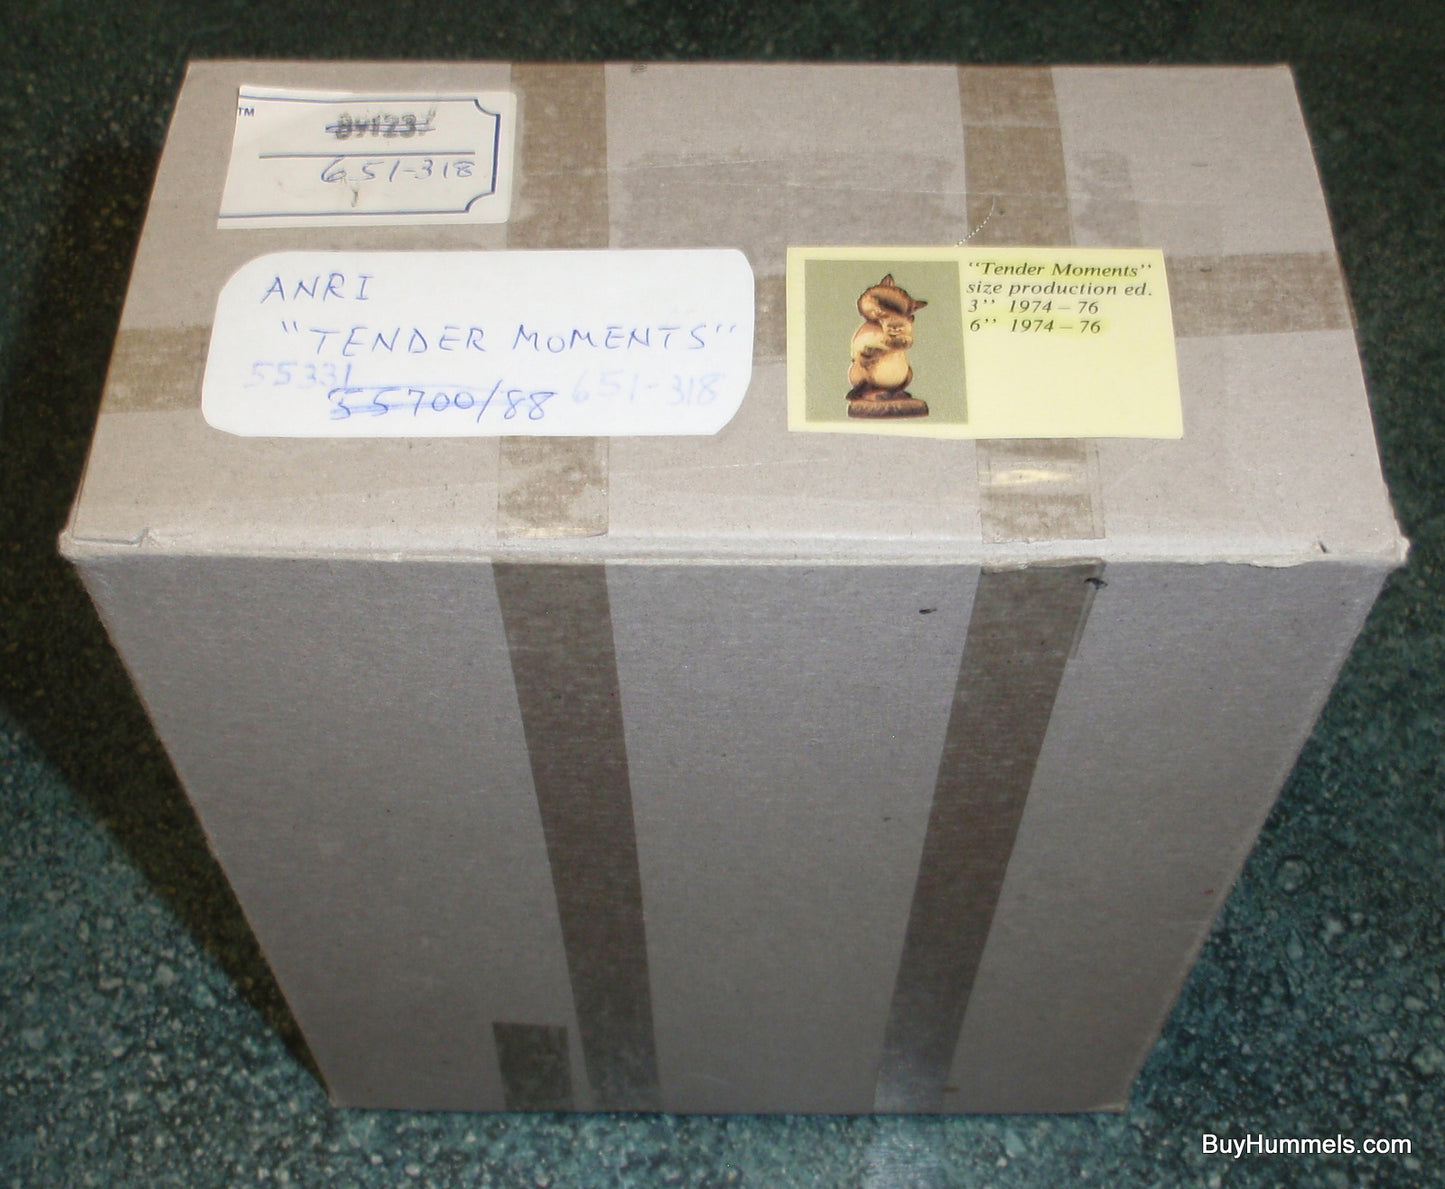 TM
651-318
ANRI
"TENDER MOMENTS"
55331
55700/88 651-318
"Tender Moments"
size production ed.
3" 1974 – 76
6" 1974 – 76
BuyHummels.com